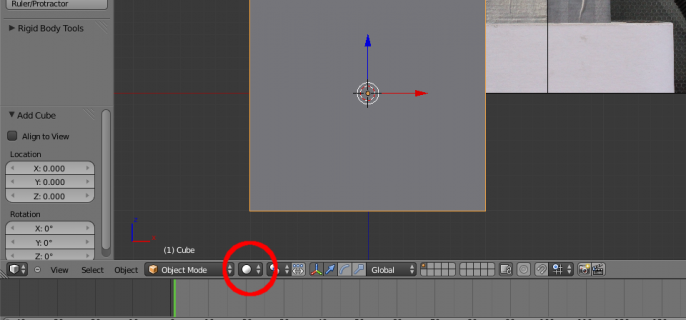 Ruler/Protractor
Rigid Body Tools
Add Cube
Align to View
Location
X: 0.000
Y: 0.000
Z: 0.000
Rotation
X: 0°
Y: 0°
Z: 0°
z
(1) Cube
View Select Object Object Mode Global